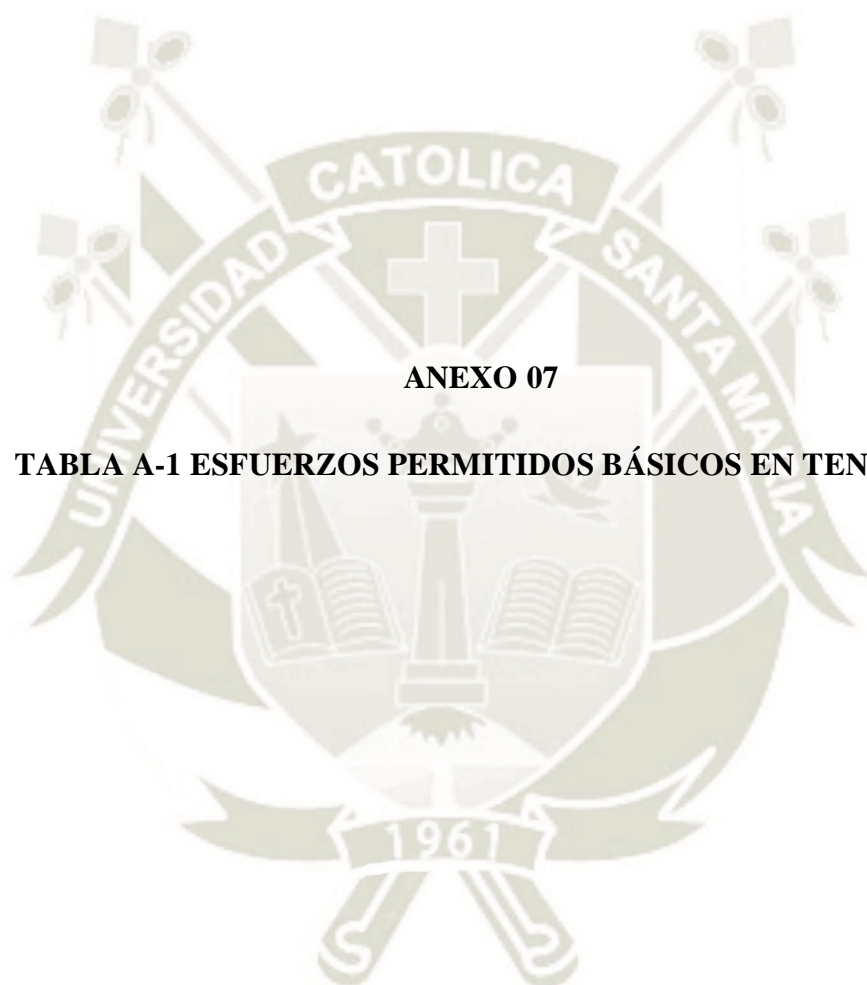 UNIVERSIDAD
CATOLICA
SANTA MARIA
ANEXO 07
TABLA A-1 ESFUERZOS PERMITIDOS BÁSICOS EN TEN
1961